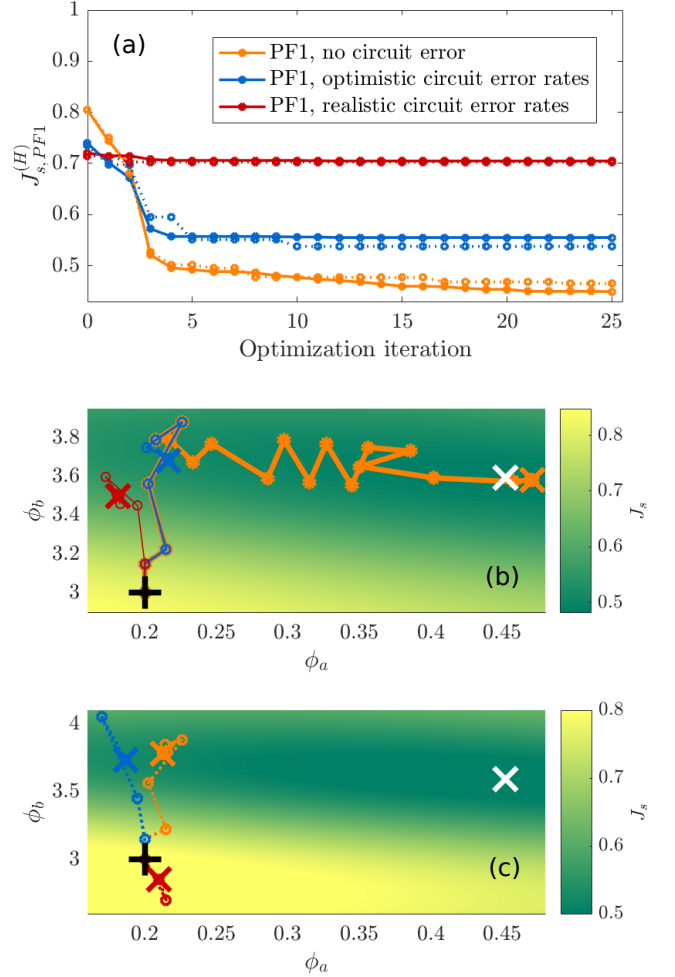 1
(a)
PF1, no circuit error
0.9
PF1, optimistic circuit error rates
0.8
PF1, realistic circuit error rates
0.7
0.6
0.5
J_{s,PF1}^{(H)}
0 5 10 15 20 25
Optimization iteration
3.8
3.6
3.4
3.2
3
ϕ_b
(b)
0.2 0.25 0.3 0.35 0.4 0.45
ϕ_a
0.8
0.7
0.6
0.5
J_s
4
3.5
3
ϕ_b
(c)
0.2 0.25 0.3 0.35 0.4 0.45
ϕ_a
0.8
0.7
0.6
0.5
J_s